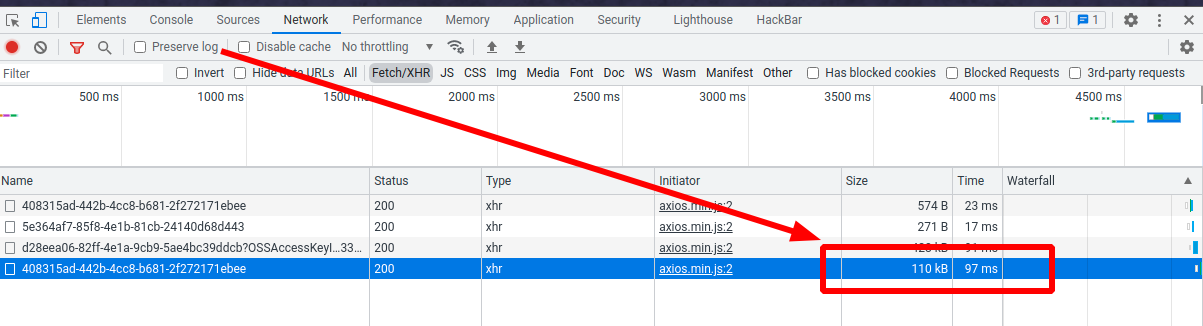 Elements Console Sources Network Performance Memory Application Security Lighthouse HackBar 1 1
Preserve log Disable cache No throttling
Filter Invert Hide data URLs All Fetch/XHR JS CSS Img Media Font Doc WS Wasm Manifest Other Has blocked cookies Blocked Requests 3rd-party requests
500 ms 1000 ms 1500 ms 2000 ms 2500 ms 3000 ms 3500 ms 4000 ms 4500 ms
Name Status Type Initiator Size Time Waterfall
408315ad-442b-4cc8-b681-2f272171ebee 200 xhr axios.min.js:2 574 B 23 ms
5e364af7-85f8-4e1b-81cb-24140d68d443 200 xhr axios.min.js:2 271 B 17 ms
d28eea06-82ff-4e1a-9cb9-5ae4bc39ddcb?OSSAccessKeyI…33… 200 xhr axios.min.js:2
408315ad-442b-4cc8-b681-2f272171ebee 200 xhr axios.min.js:2 110 kB 97 ms